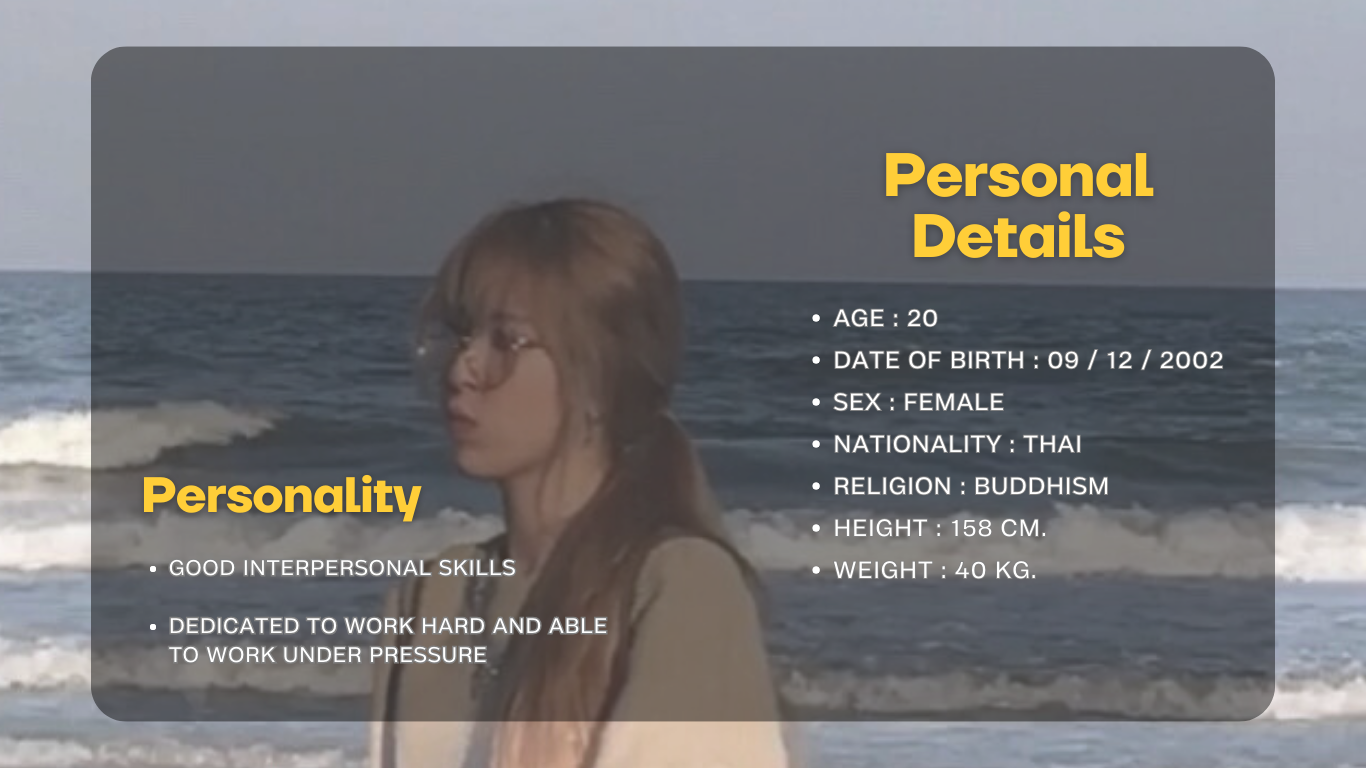 Personal
Details
• AGE : 20
• DATE OF BIRTH : 09 / 12 / 2002
• SEX : FEMALE
• NATIONALITY : THAI
• RELIGION : BUDDHISM
• HEIGHT : 158 CM.
• WEIGHT : 40 KG.
Personality
• GOOD INTERPERSONAL SKILLS
• DEDICATED TO WORK HARD AND ABLE
TO WORK UNDER PRESSURE